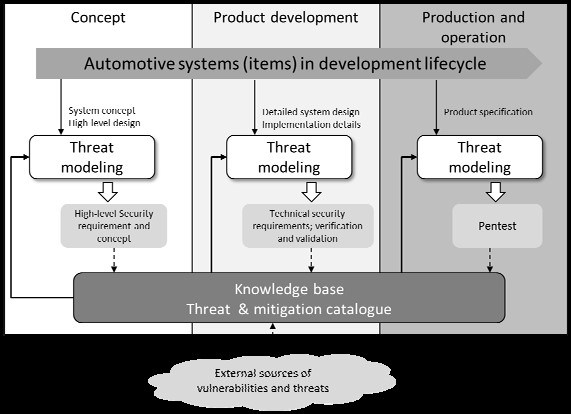 Concept
Product development
Production and
operation
Automotive systems (items) in development lifecycle
System concept
High level design
Detailed system design
Implementation details
Product specification
Threat
modeling
Threat
modeling
Threat
modeling
High-level Security
requirement and
concept
Technical security
requirements; verification
and validation
Pentest
Knowledge base
Threat & mitigation catalogue
External sources of
vulnerabilities and threats